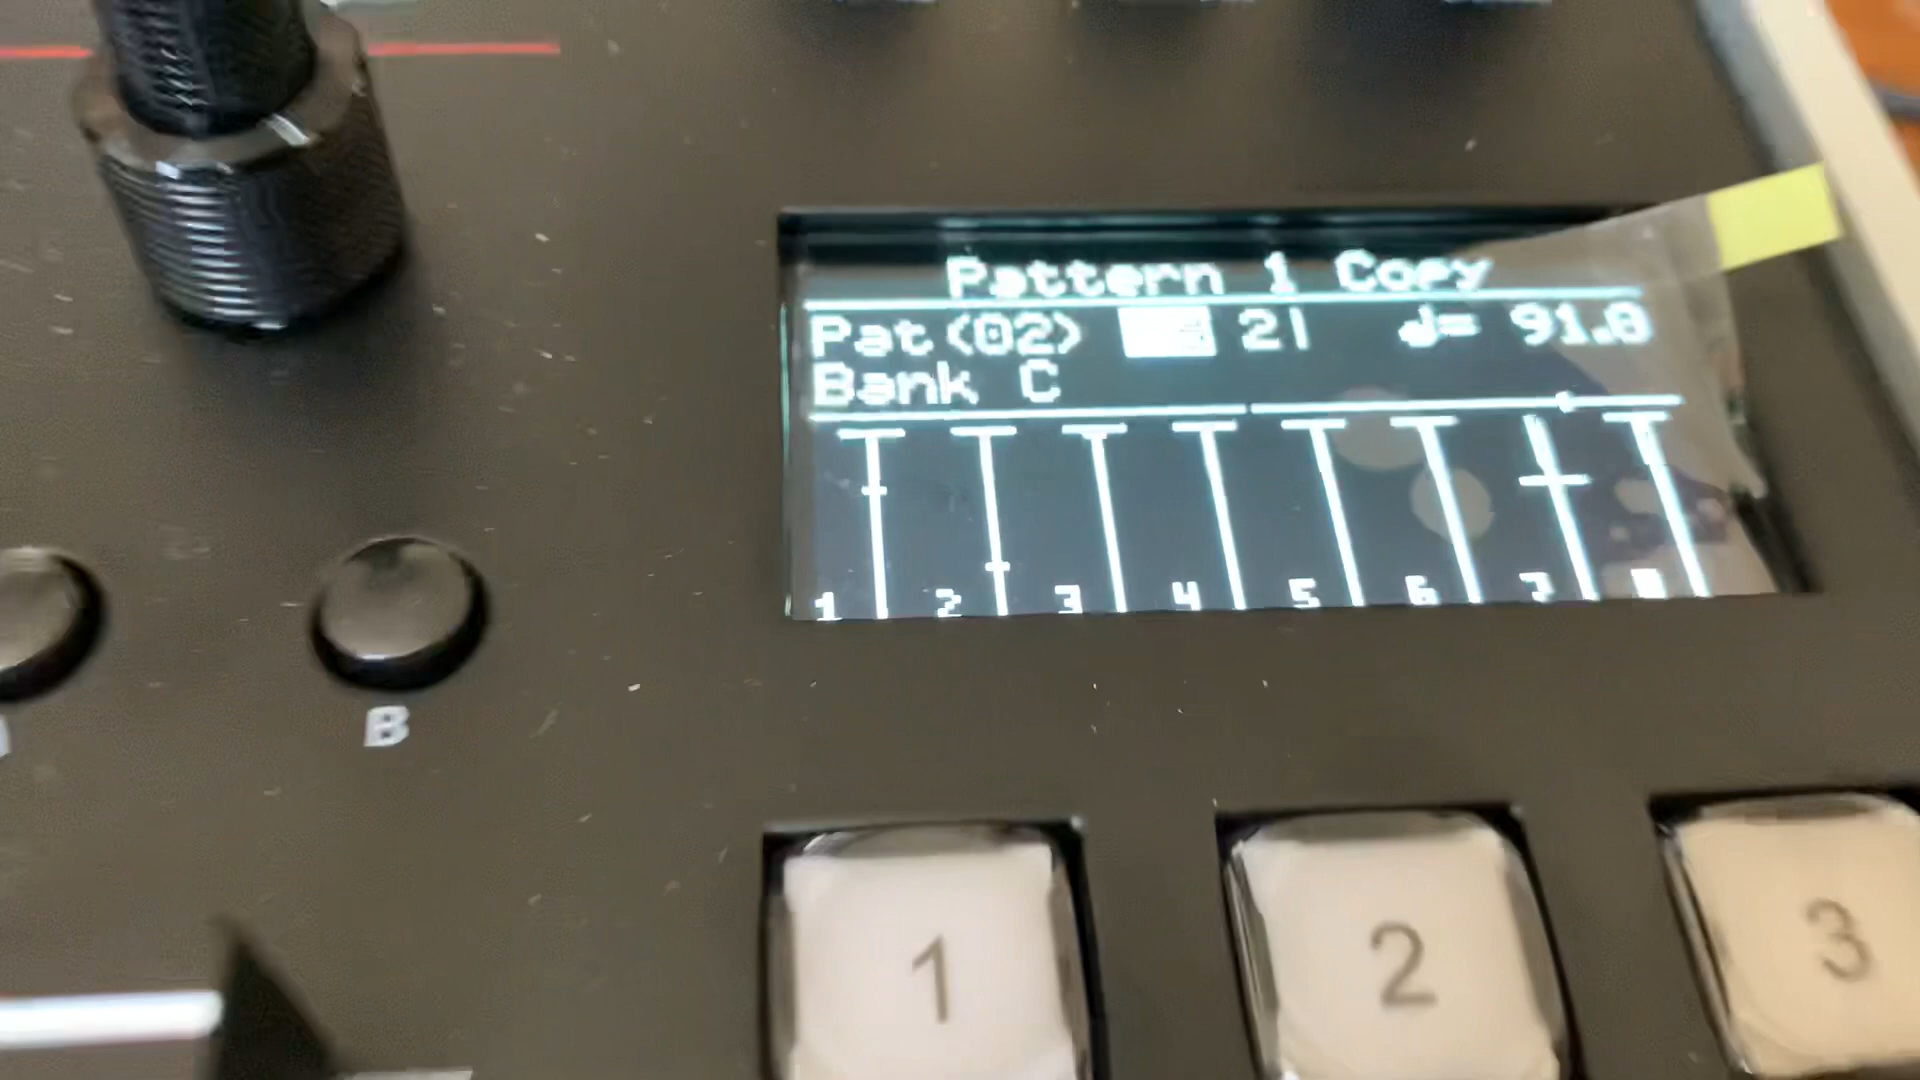 Pattern 1 Copy
Pat(02) 2| ♩= 91.0
Bank C
1 2 3 4 5 6 7 8
B
1 2 3